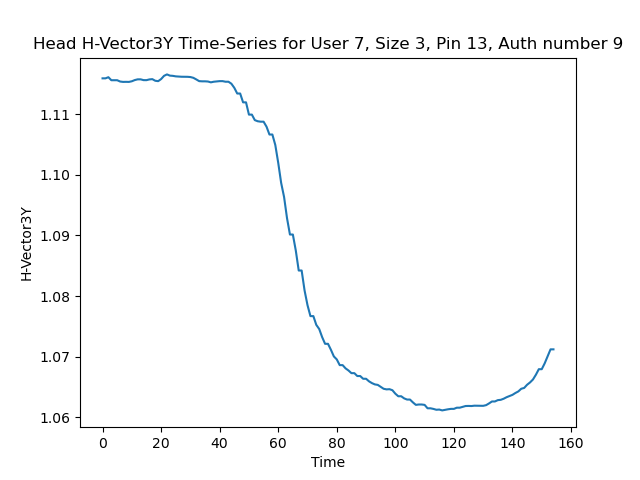 Head H-Vector3Y Time-Series for User 7, Size 3, Pin 13, Auth number 9
1.11
1.10
1.09
1.08
1.07
1.06
H-Vector3Y
0 20 40 60 80 100 120 140 160
Time